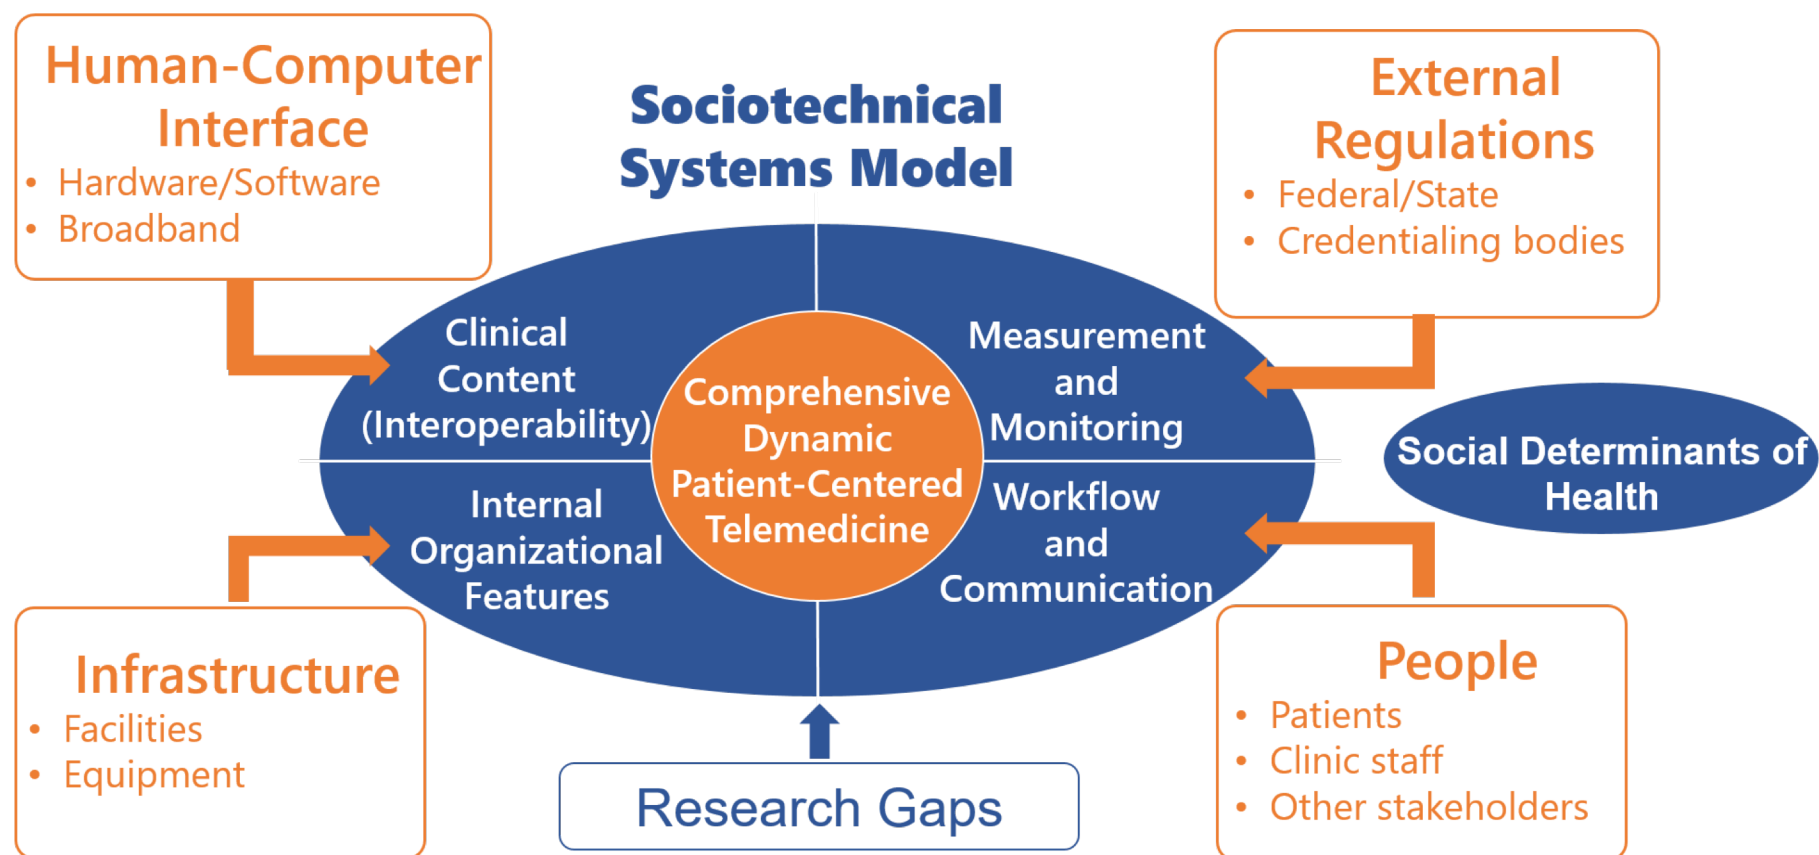 Sociotechnical
Systems Model
Human-Computer
Interface
• Hardware/Software
• Broadband
External
Regulations
• Federal/State
• Credentialing bodies
Clinical
Content
(Interoperability)
Measurement
and
Monitoring
Comprehensive
Dynamic
Patient-Centered
Telemedicine
Social Determinants of
Health
Internal
Organizational
Features
Workflow
and
Communication
Infrastructure
• Facilities
• Equipment
People
• Patients
• Clinic staff
• Other stakeholders
Research Gaps